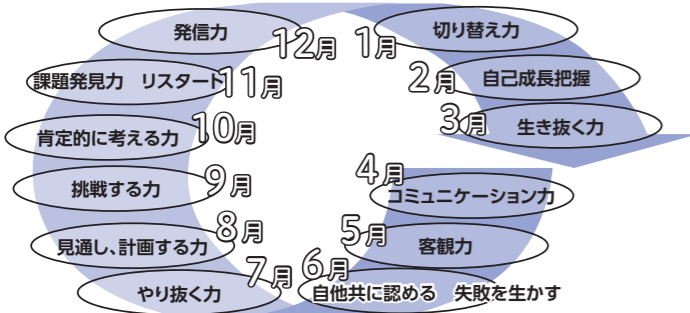 発信力
12月
1月
切り替え力
課題発見力 リスタート
11月
2月
自己成長把握
肯定的に考える力
10月
3月
生き抜く力
挑戦する力
9月
4月
コミュニケーション力
見通し、計画する力
8月
5月
客観力
やり抜く力
7月
6月
自他共に認める 失敗を生かす